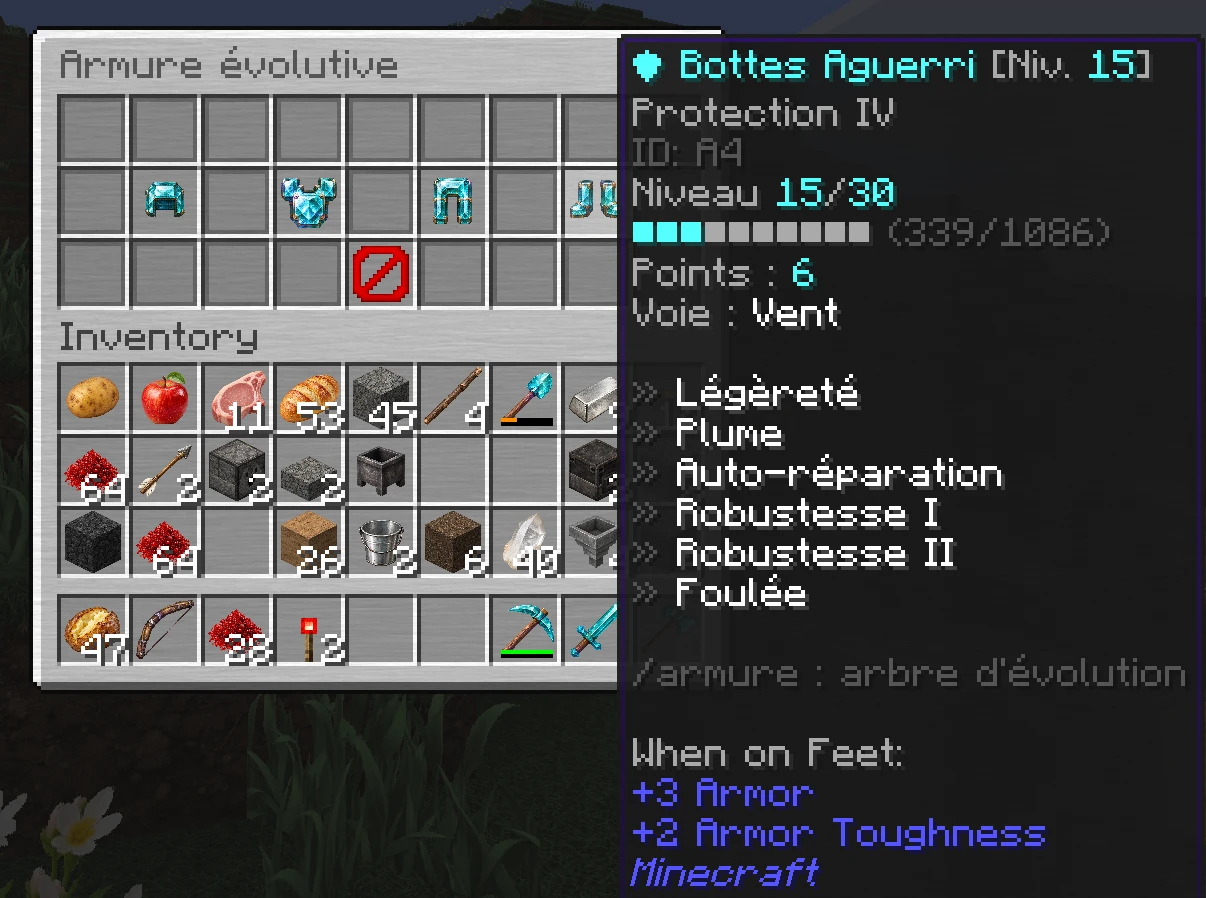 Armure évolutive
Inventory
11
53
45
4
64
2
2
2
64
26
2
6
40
47
28
2
♥ Bottes Aguerri [Niv. 15]
Protection IV
ID: A4
Niveau 15/30
(339/1086)
Points : 6
Voie : Vent
» Légèreté
» Plume
» Auto-réparation
» Robustesse I
» Robustesse II
» Foulée
/armure : arbre d'évolution
When on Feet:
+3 Armor
+2 Armor Toughness
Minecraft